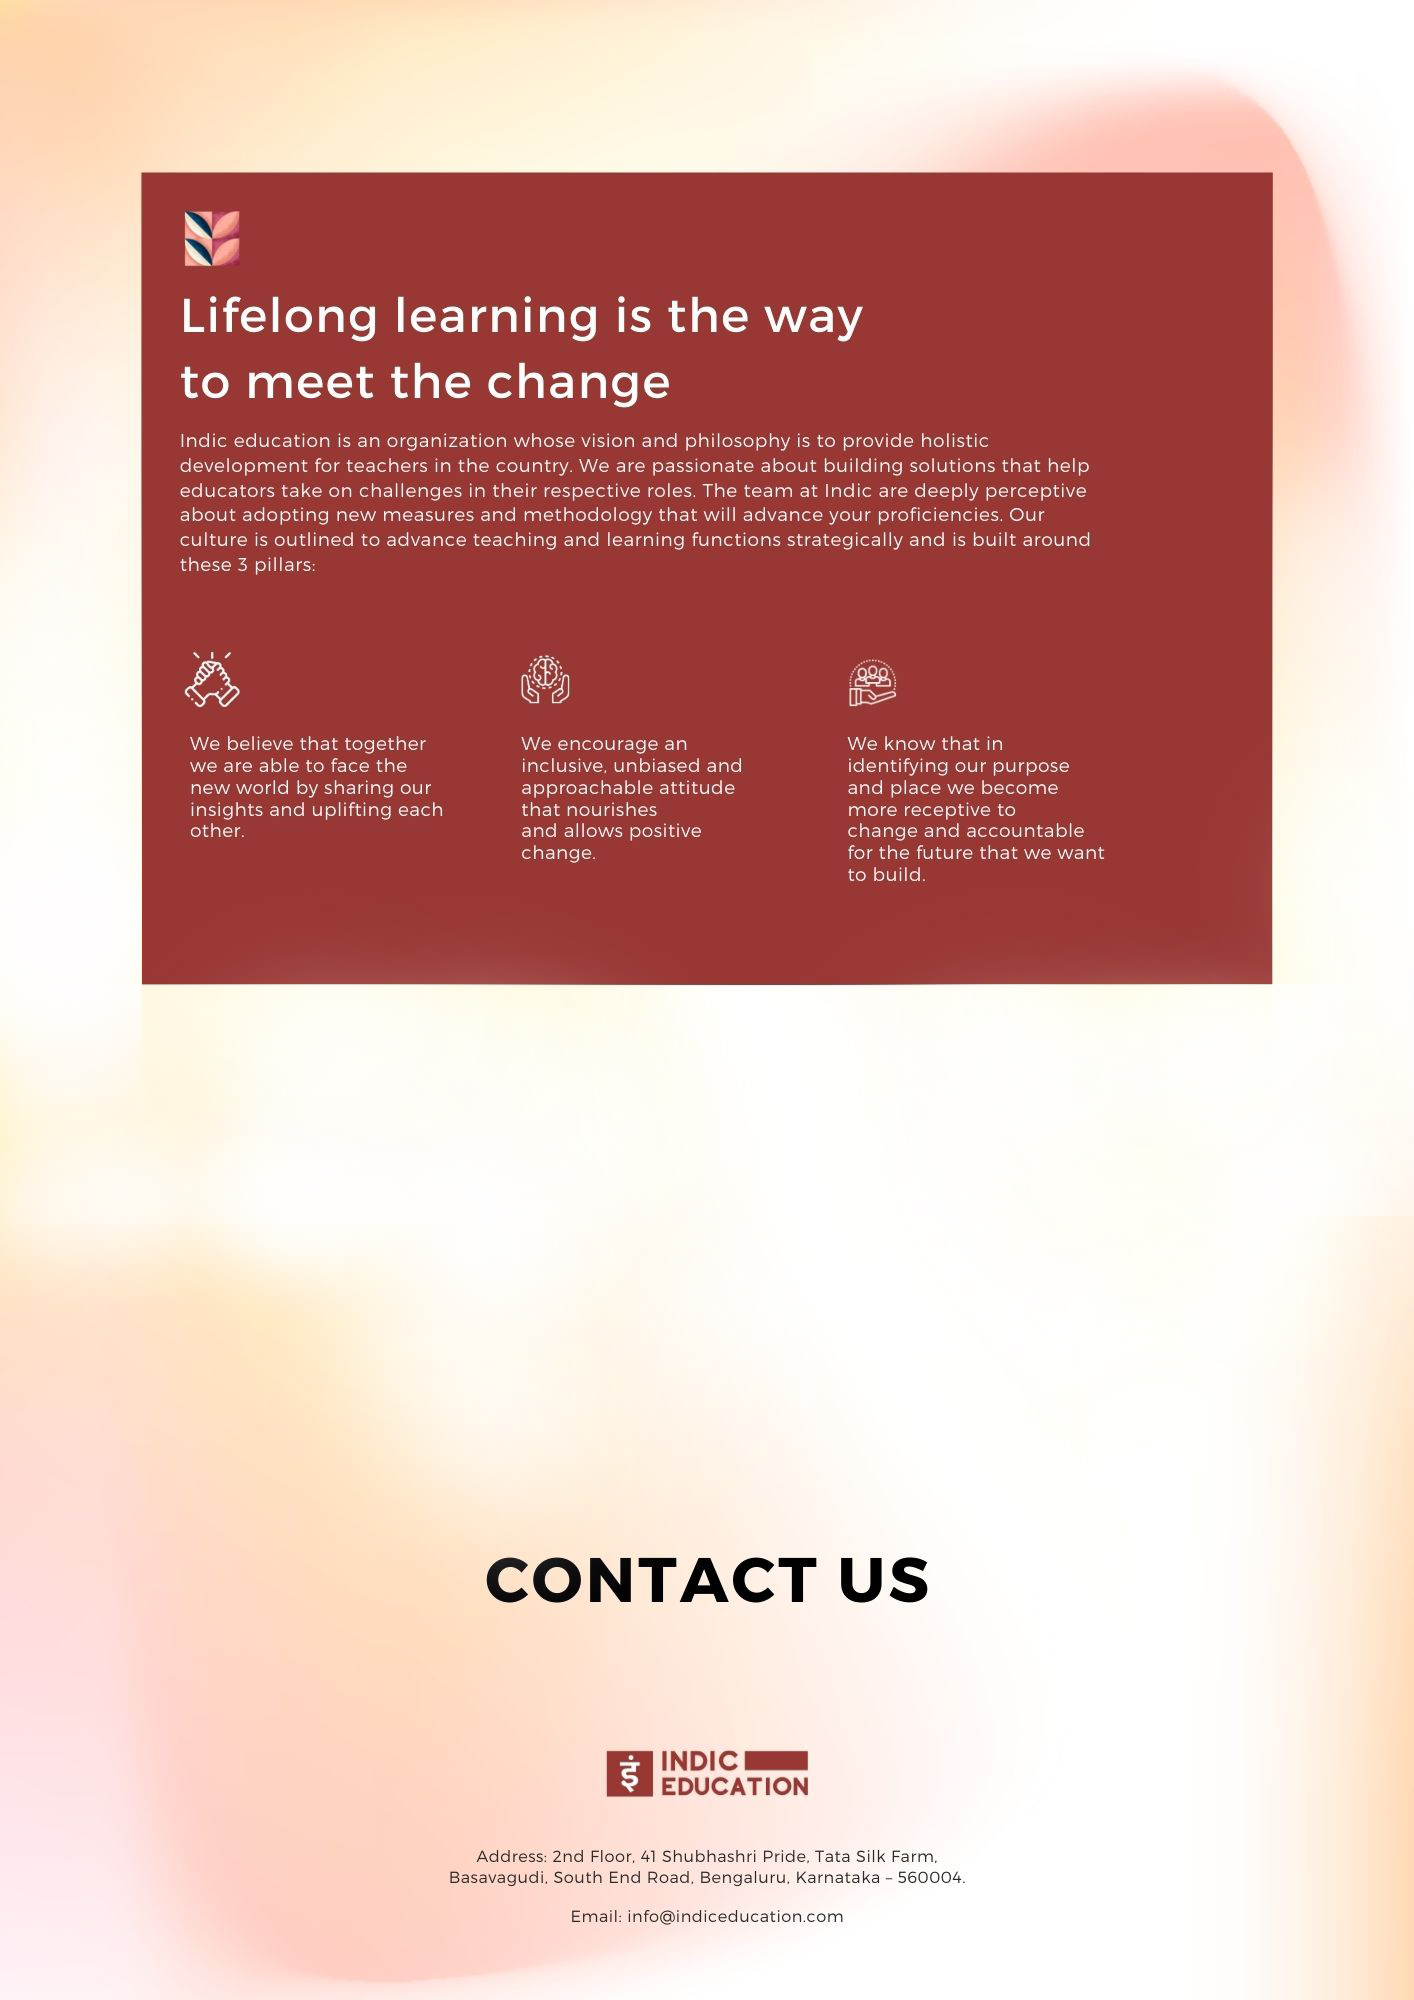 Lifelong learning is the way
to meet the change
Indic education is an organization whose vision and philosophy is to provide holistic
development for teachers in the country. We are passionate about building solutions that help
educators take on challenges in their respective roles. The team at Indic are deeply perceptive
about adopting new measures and methodology that will advance your proficiencies. Our
culture is outlined to advance teaching and learning functions strategically and is built around
these 3 pillars:
We believe that together
we are able to face the
new world by sharing our
insights and uplifting each
other.
We encourage an
inclusive, unbiased and
approachable attitude
that nourishes
and allows positive
change.
We know that in
identifying our purpose
and place we become
more receptive to
change and accountable
for the future that we want
to build.
CONTACT US
इं INDIC
EDUCATION
Address: 2nd Floor, 41 Shubhashri Pride, Tata Silk Farm,
Basavagudi, South End Road, Bengaluru, Karnataka – 560004.
Email: info@indiceducation.com